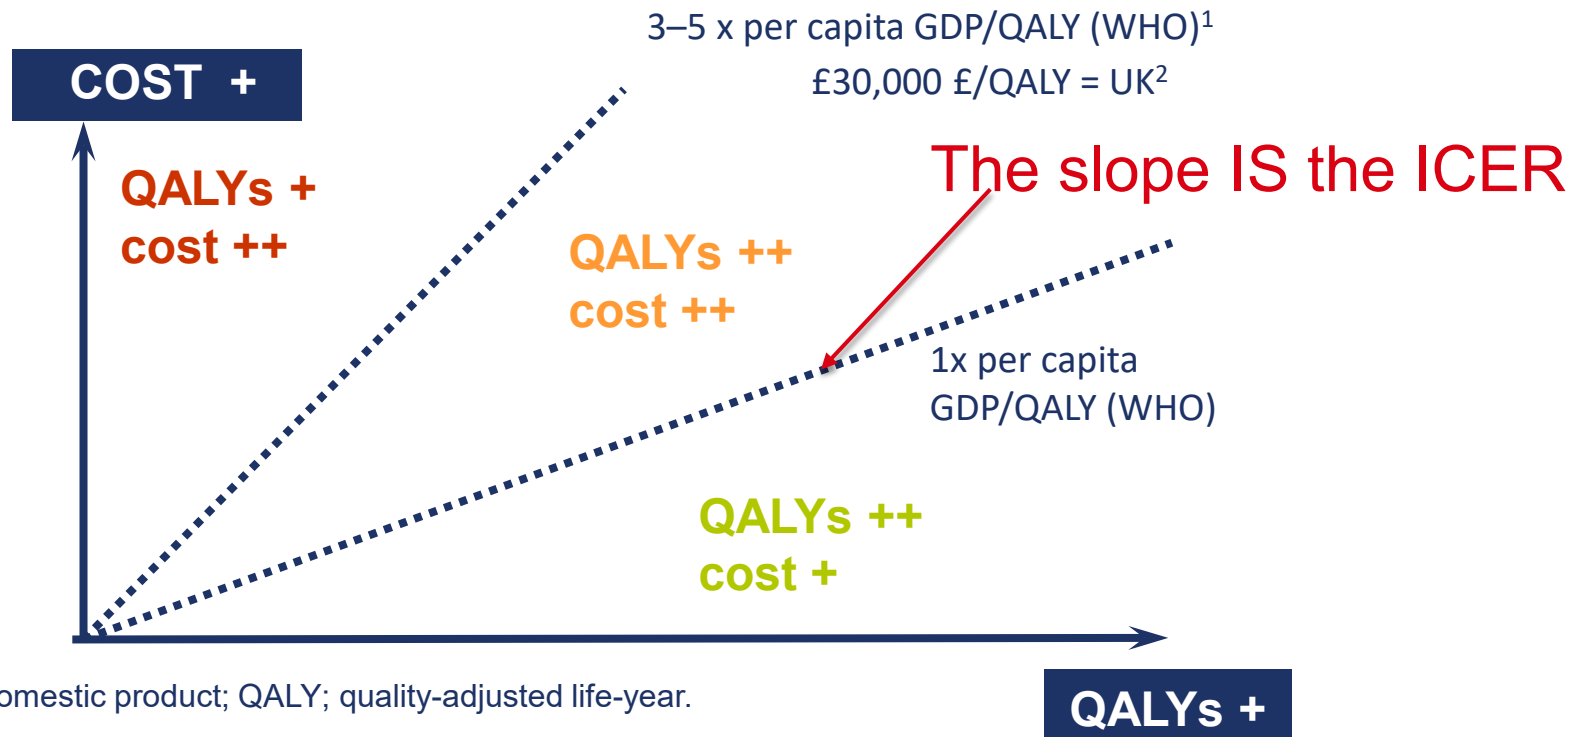 3–5 x per capita GDP/QALY (WHO)¹
£30,000 £/QALY = UK²
COST +
The slope IS the ICER
QALYs +
cost ++
QALYs ++
cost ++
1x per capita
GDP/QALY (WHO)
QALYs ++
cost +
omestic product; QALY; quality-adjusted life-year.
QALYs +